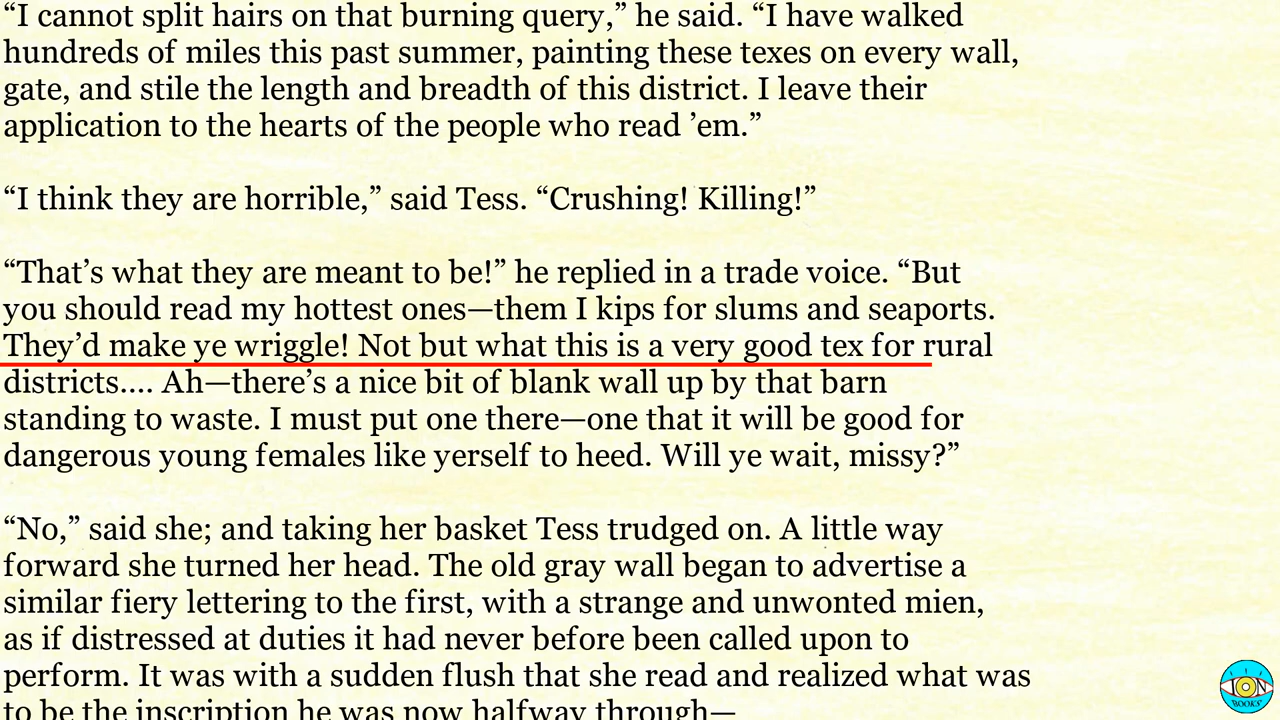 “I cannot split hairs on that burning query,” he said. “I have walked
hundreds of miles this past summer, painting these texes on every wall,
gate, and stile the length and breadth of this district. I leave their
application to the hearts of the people who read ’em.”
“I think they are horrible,” said Tess. “Crushing! Killing!”
“That’s what they are meant to be!” he replied in a trade voice. “But
you should read my hottest ones—them I kips for slums and seaports.
They’d make ye wriggle! Not but what this is a very good tex for rural
districts.... Ah—there’s a nice bit of blank wall up by that barn
standing to waste. I must put one there—one that it will be good for
dangerous young females like yerself to heed. Will ye wait, missy?”
“No,” said she; and taking her basket Tess trudged on. A little way
forward she turned her head. The old gray wall began to advertise a
similar fiery lettering to the first, with a strange and unwonted mien,
as if distressed at duties it had never before been called upon to
perform. It was with a sudden flush that she read and realized what was
to be the inscription he was now halfway through—
ION
BOOKS